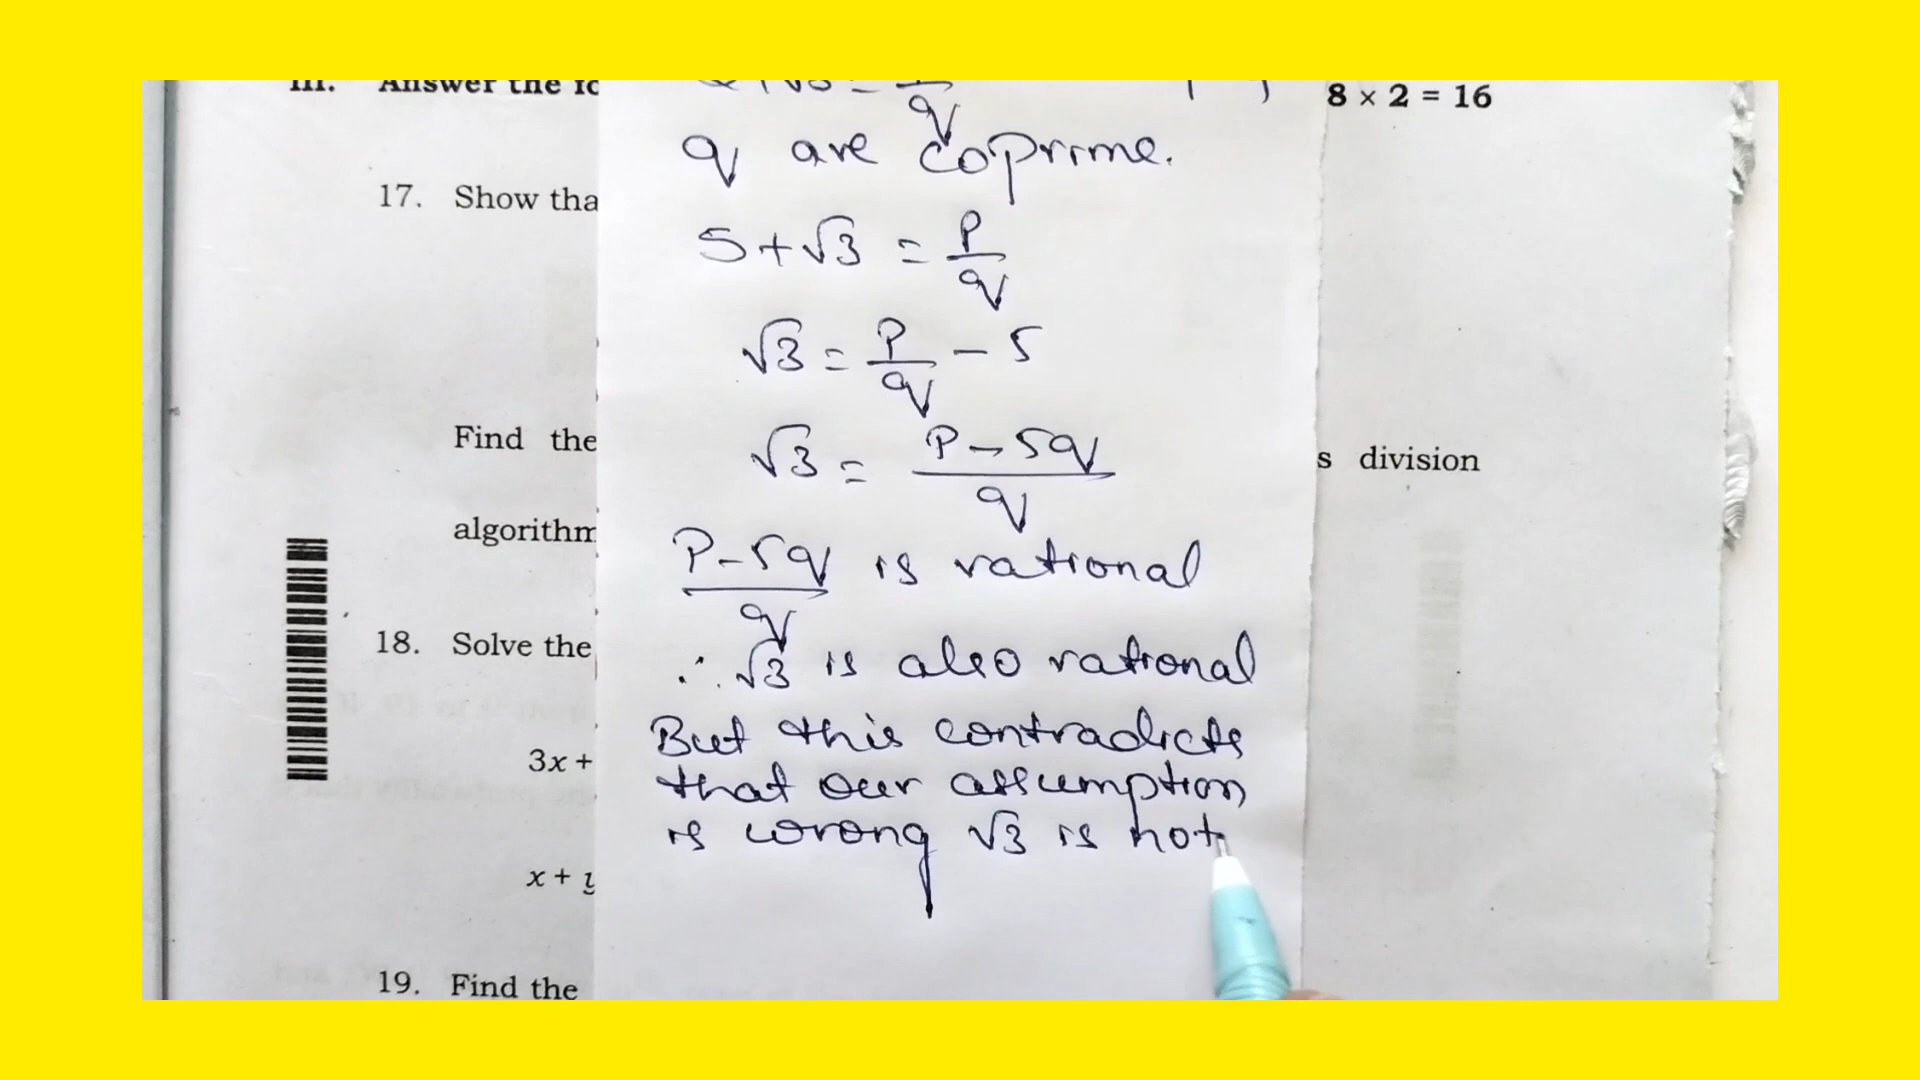 III. Answer the fo
8 × 2 = 16
q
q are coprime.
17. Show tha
5 + √3 = P/q
√3 = P/q - 5
√3 = P - 5q / q
Find the
s division
algorithm
P - 5q / q is rational
18. Solve the
∴ √3 is also rational
But this contradicts
3x +
that our assumption
is wrong √3 is not
x + y
19. Find the